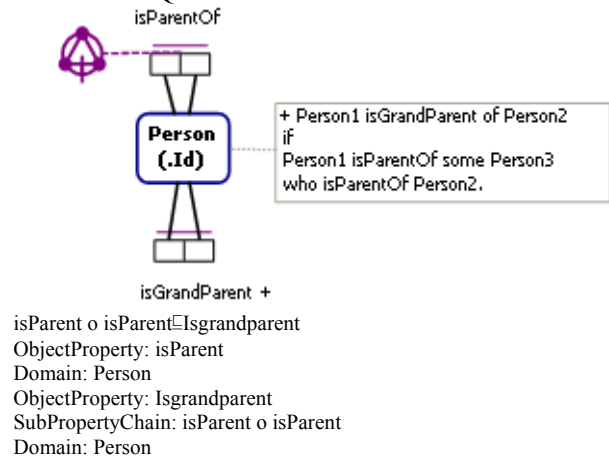 isParentOf
Person
(.Id)
+ Person1 isGrandParent of Person2
if
Person1 isParentOf some Person3
who isParentOf Person2.
isGrandParent +
isParent o isParent⊑Isgrandparent
ObjectProperty: isParent
Domain: Person
ObjectProperty: Isgrandparent
SubPropertyChain: isParent o isParent
Domain: Person